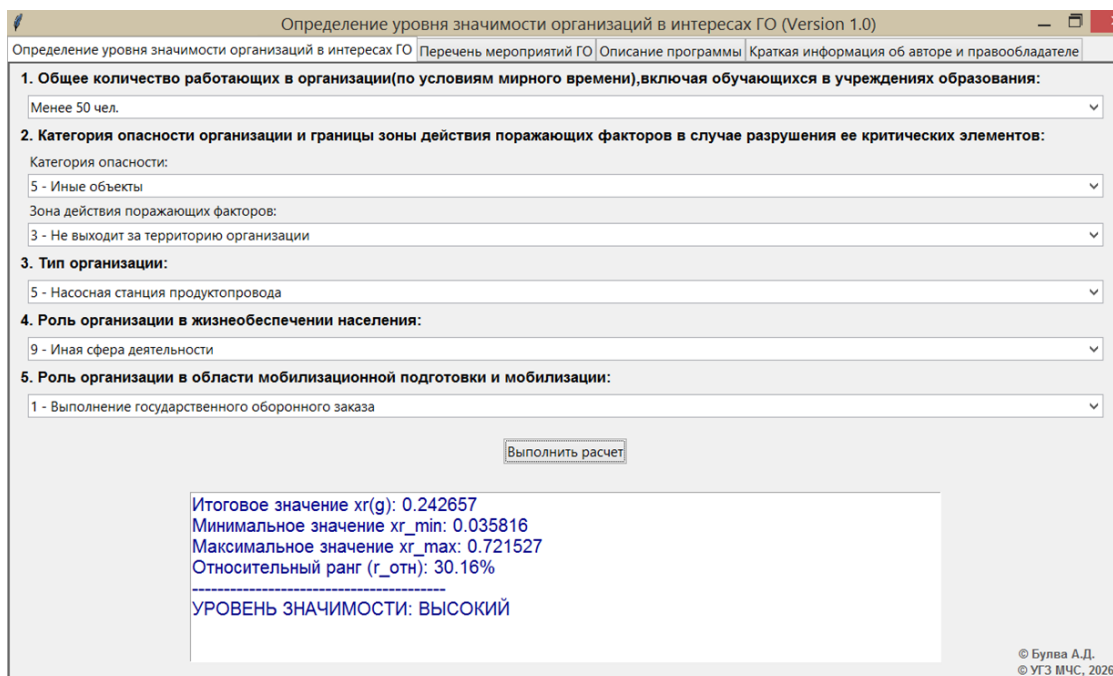 Определение уровня значимости организаций в интересах ГО (Version 1.0)
Определение уровня значимости организаций в интересах ГО Перечень мероприятий ГО Описание программы Краткая информация об авторе и правообладателе
1. Общее количество работающих в организации(по условиям мирного времени),включая обучающихся в учреждениях образования:
Менее 50 чел.
2. Категория опасности организации и границы зоны действия поражающих факторов в случае разрушения ее критических элементов:
Категория опасности:
5 - Иные объекты
Зона действия поражающих факторов:
3 - Не выходит за территорию организации
3. Тип организации:
5 - Насосная станция продуктопровода
4. Роль организации в жизнеобеспечении населения:
9 - Иная сфера деятельности
5. Роль организации в области мобилизационной подготовки и мобилизации:
1 - Выполнение государственного оборонного заказа
Выполнить расчет
Итоговое значение xr(g): 0.242657
Минимальное значение xr_min: 0.035816
Максимальное значение xr_max: 0.721527
Относительный ранг (r_отн): 30.16%
----------------------------------------
УРОВЕНЬ ЗНАЧИМОСТИ: ВЫСОКИЙ
© Булва А.Д.
© УГЗ МЧС, 2026